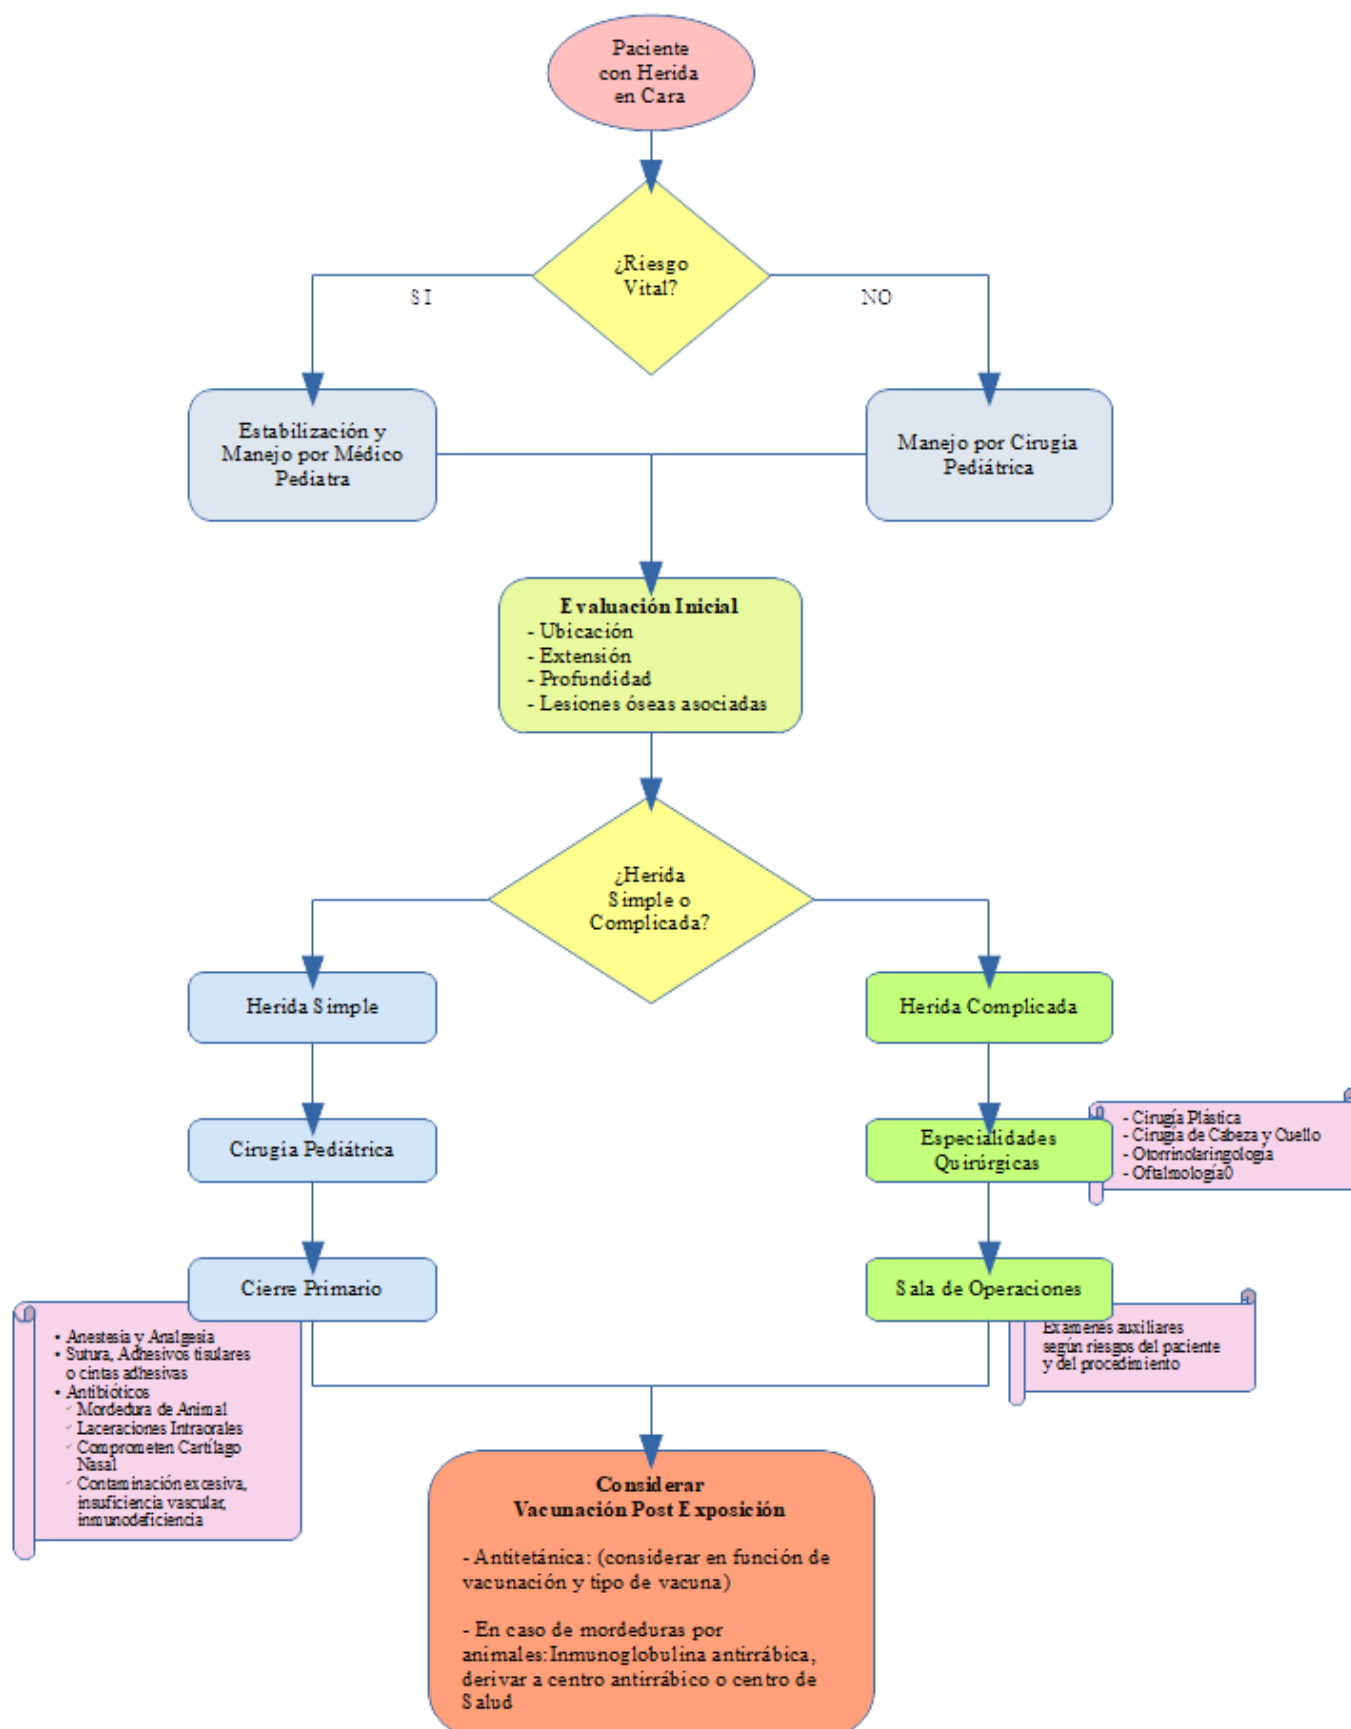 Paciente
con Herida
en Cara
¿Riesgo
Vital?
SI
NO
Estabilización y
Manejo por Médico
Pediatra
Manejo por Cirugía
Pediátrica
Evaluación Inicial
- Ubicación
- Extensión
- Profundidad
- Lesiones óseas asociadas
¿Herida
Simple o
Complicada?
Herida Simple
Herida Complicada
Cirugía Pediátrica
Especialidades
Quirúrgicas
- Cirugía Plástica
- Cirugía de Cabeza y Cuello
- Otorrinolaringología
- Oftalmología0
Cierre Primario
Sala de Operaciones
• Anestesia y Analgesia
• Sutura, Adhesivos tisulares
o cintas adhesivas
• Antibióticos
✓ Mordedura de Animal
✓ Laceraciones Intraorales
✓ Comprometen Cartílago
Nasal
✓ Contaminación excesiva,
insuficiencia vascular,
inmunodeficiencia
Exámenes auxiliares
según riesgos del paciente
y del procedimiento
Considerar
Vacunación Post Exposición
- Antitetánica: (considerar en función de
vacunación y tipo de vacuna)
- En caso de mordeduras por
animales:Inmunoglobulina antirrábica,
derivar a centro antirrábico o centro de
Salud